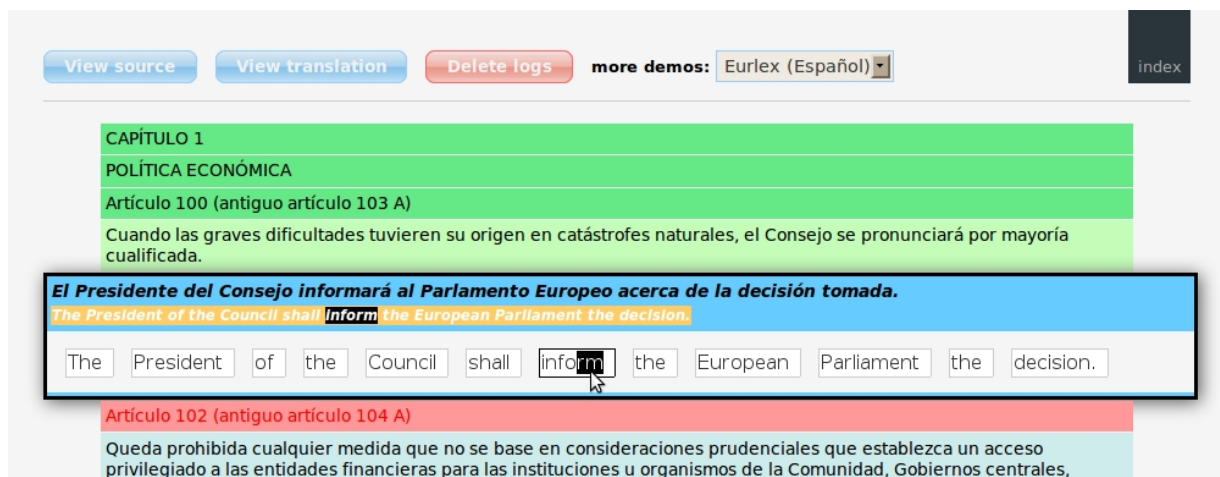 View source View translation Delete logs more demos: Eurlex (Español) index
CAPÍTULO 1
POLÍTICA ECONÓMICA
Artículo 100 (antiguo artículo 103 A)
Cuando las graves dificultades tuvieren su origen en catástrofes naturales, el Consejo se pronunciará por mayoría
cualificada.
El Presidente del Consejo informará al Parlamento Europeo acerca de la decisión tomada.
The President of the Council shall inform the European Parliament the decision.
The President of the Council shall inform the European Parliament the decision.
Artículo 102 (antiguo artículo 104 A)
Queda prohibida cualquier medida que no se base en consideraciones prudenciales que establezca un acceso
privilegiado a las entidades financieras para las instituciones u organismos de la Comunidad, Gobiernos centrales,